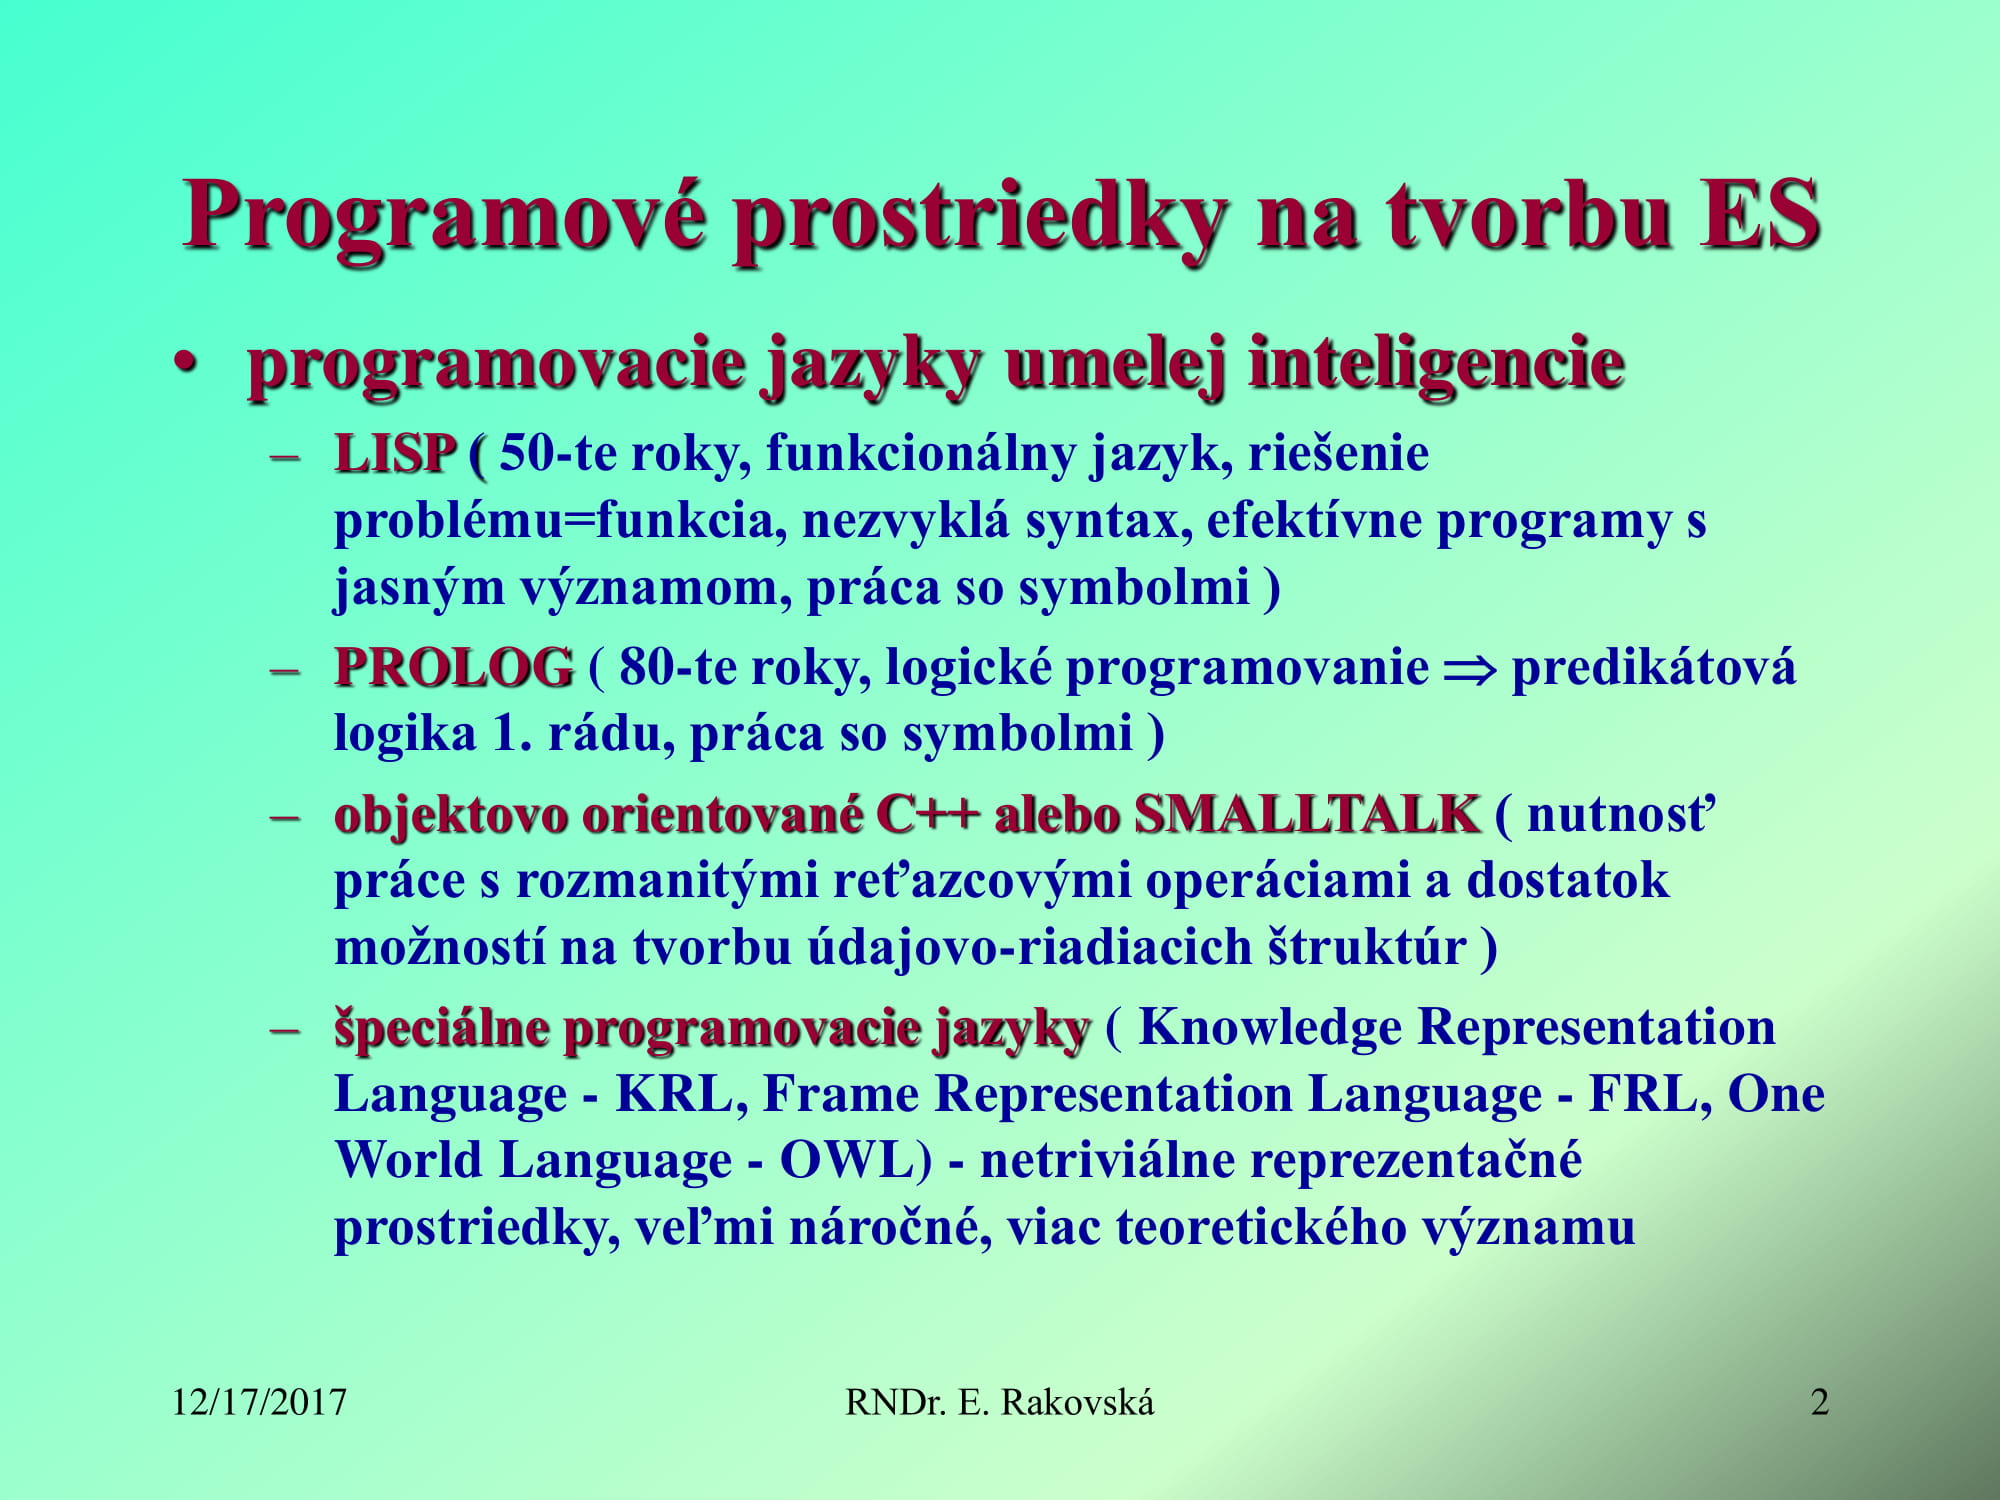 Programové prostriedky na tvorbu ES
• programovacie jazyky umelej inteligencie
– LISP ( 50-te roky, funkcionálny jazyk, riešenie
problému=funkcia, nezvyklá syntax, efektívne programy s
jasným významom, práca so symbolmi )
– PROLOG ( 80-te roky, logické programovanie ⇒ predikátová
logika 1. rádu, práca so symbolmi )
– objektovo orientované C++ alebo SMALLTALK ( nutnosť
práce s rozmanitými reťazcovými operáciami a dostatok
možností na tvorbu údajovo-riadiacich štruktúr )
– špeciálne programovacie jazyky ( Knowledge Representation
Language - KRL, Frame Representation Language - FRL, One
World Language - OWL) - netriviálne reprezentačné
prostriedky, veľmi náročné, viac teoretického významu
12/17/2017 RNDr. E. Rakovská 2